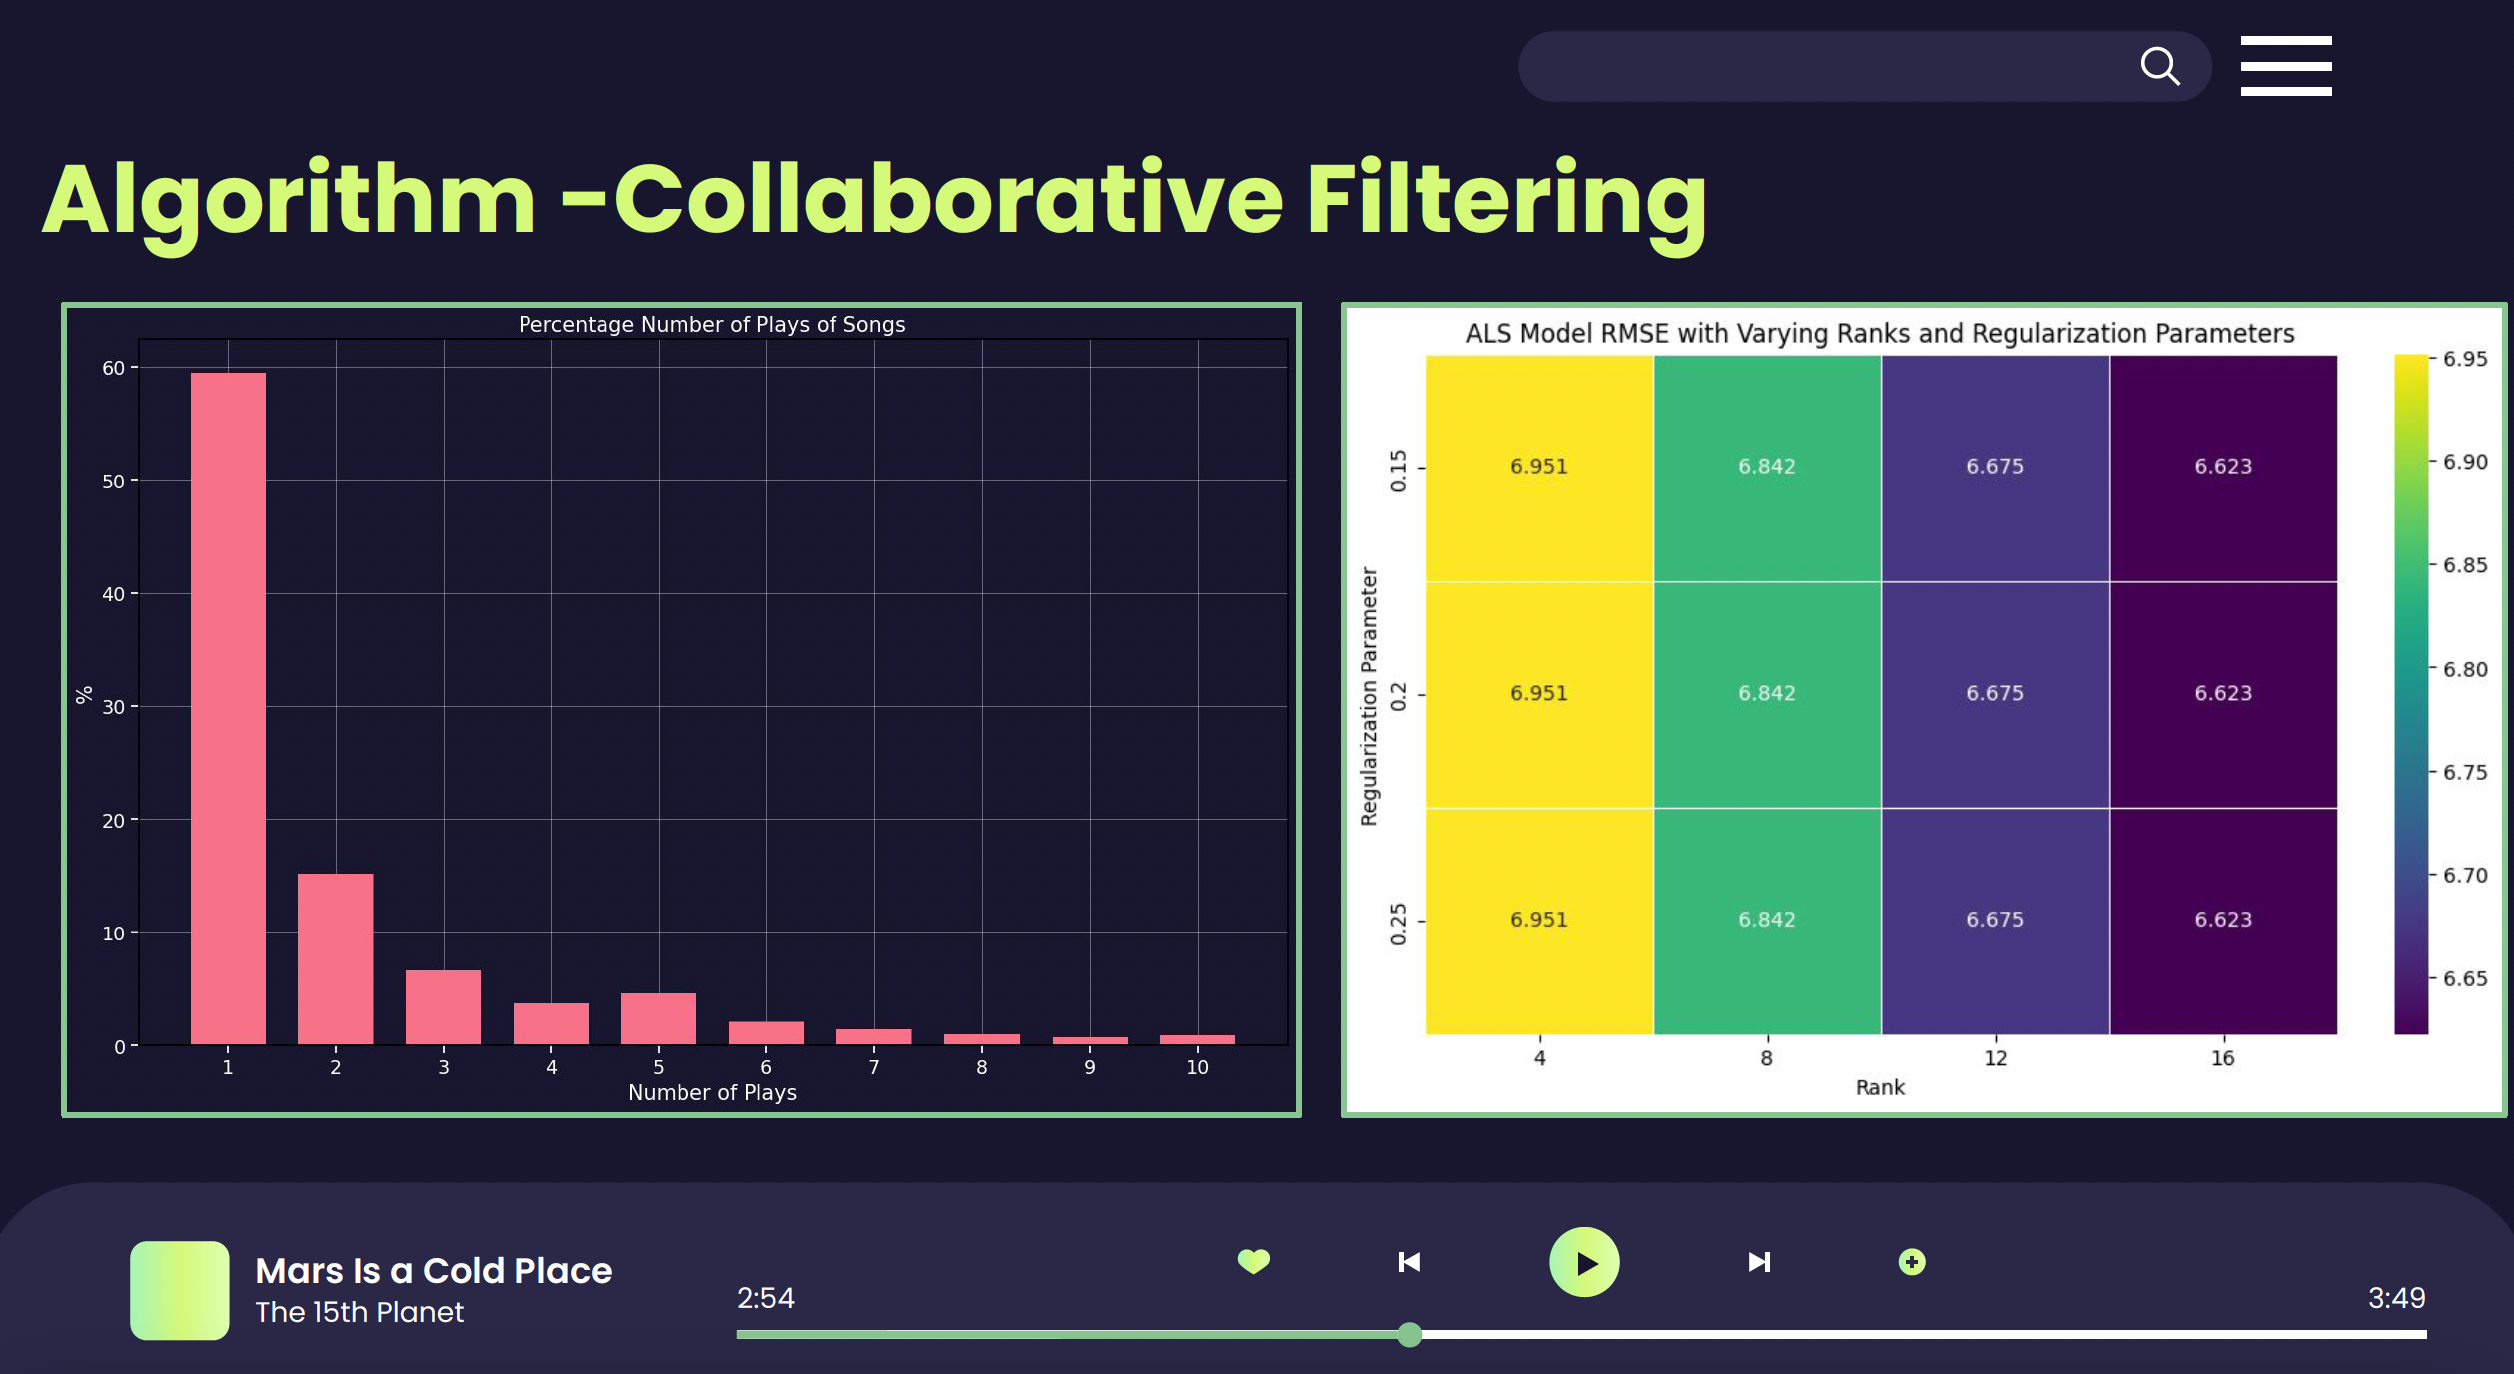 Algorithm -Collaborative Filtering
Percentage Number of Plays of Songs
60
50
40
30
20
10
0
%
1 2 3 4 5 6 7 8 9 10
Number of Plays
ALS Model RMSE with Varying Ranks and Regularization Parameters
Regularization Parameter
0.15 6.951 6.842 6.675 6.623
0.2 6.951 6.842 6.675 6.623
0.25 6.951 6.842 6.675 6.623
4 8 12 16
Rank
6.95
6.90
6.85
6.80
6.75
6.70
6.65
Mars Is a Cold Place
The 15th Planet
2:54
3:49